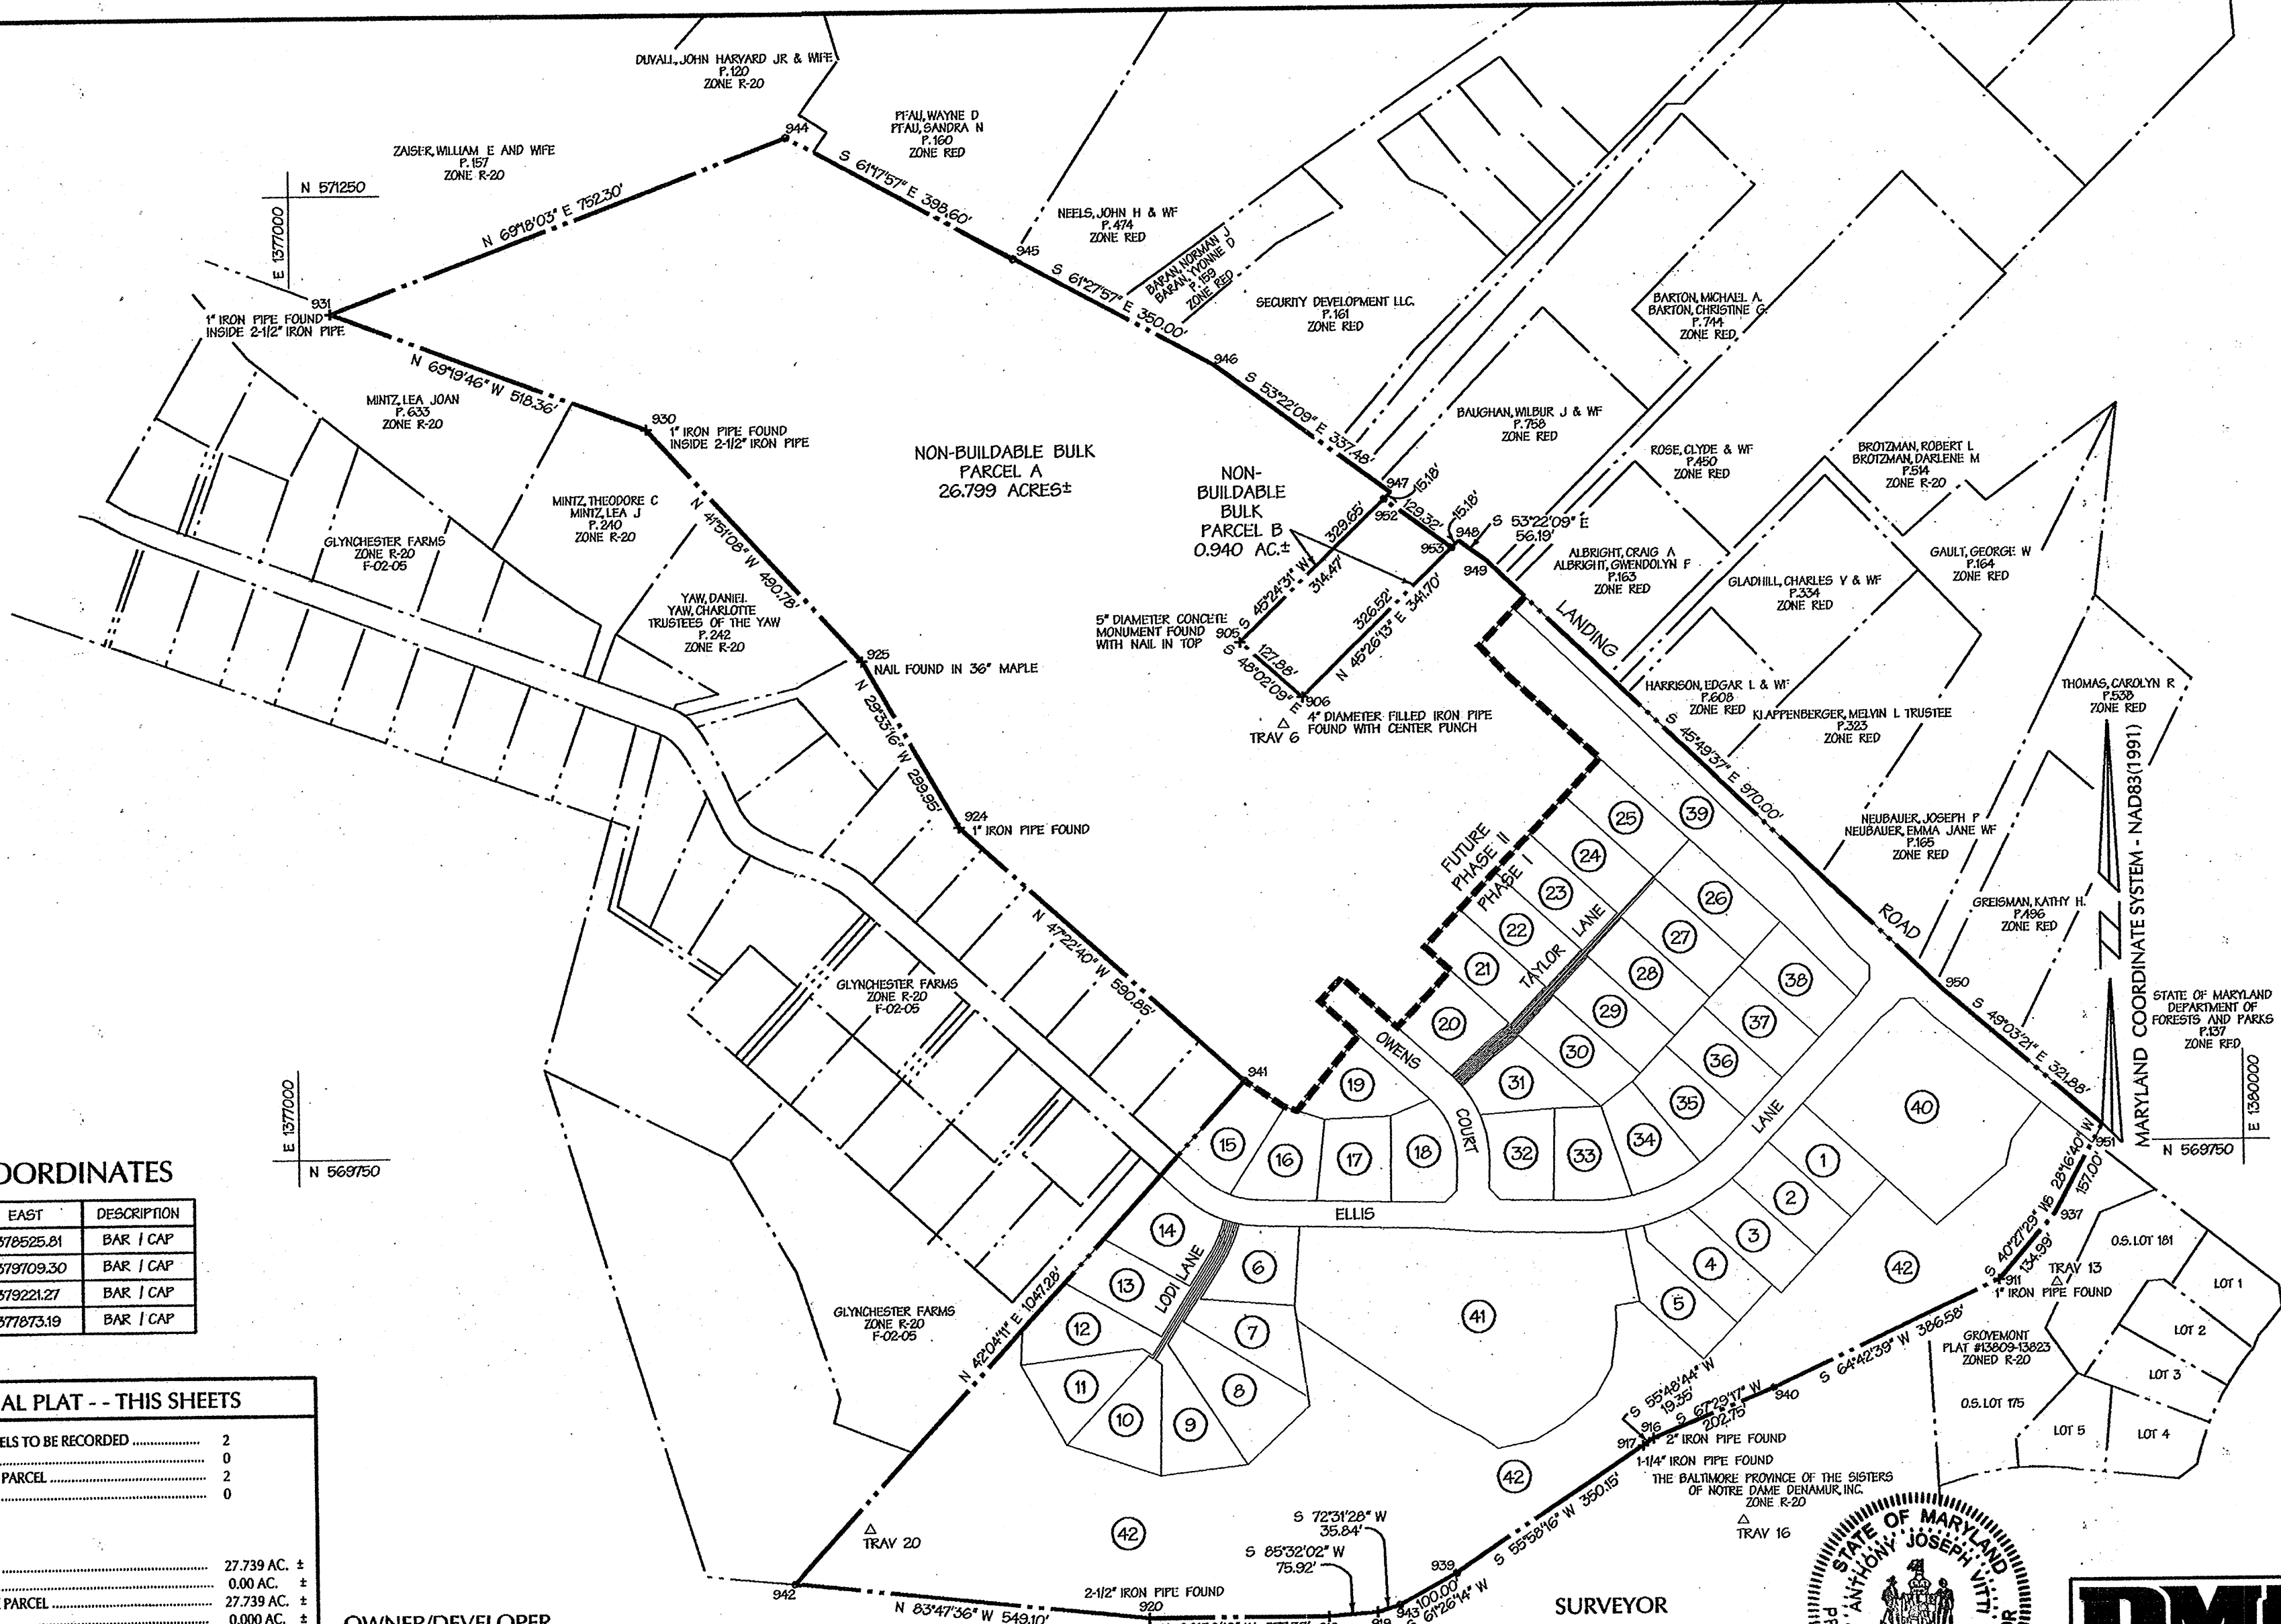 DUVALL, JOHN HARVARD JR & WIFE
P. 120
ZONE R-20
944
PFAU, WAYNE D
PFAU, SANDRA N
P. 160
ZONE RED
ZAISER, WILLIAM E AND WIFE
P. 157
ZONE R-20
N 571250
E 1377000
N 69°18'03" E 752.30'
S 61°17'57" E 398.60'
945
NEELS, JOHN H & WF
P. 474
ZONE RED
BARAN, NORMAN J
BARAN, YVONNE D
P. 159
ZONE RED
S 61°27'57" E 350.00'
SECURITY DEVELOPMENT LLC.
P. 161
ZONE RED
BARTON, MICHAEL A.
BARTON, CHRISTINE G.
P. 744
ZONE RED
931
1" IRON PIPE FOUND
INSIDE 2-1/2" IRON PIPE
N 69°19'46" W 518.36'
946
S 53°22'09" E 337.48'
MINTZ, LEA JOAN
P. 633
ZONE R-20
930
1" IRON PIPE FOUND
INSIDE 2-1/2" IRON PIPE
NON-BUILDABLE BULK
PARCEL A
26.799 ACRES±
BAUGHAN, WILBUR J & WF
P. 758
ZONE RED
ROSE, CLYDE & WF
P.450
ZONE RED
BROTZMAN, ROBERT L
BROTZMAN, DARLENE M
P.514
ZONE R-20
NON-
BUILDABLE
BULK
PARCEL B
0.940 AC.±
947
15.18'
952
129.32'
15.18'
948
953
S 53°22'09" E
56.19'
949
329.65'
S 45°24'31" W
314.47'
326.52'
N 45°26'13" E 341.70'
MINTZ, THEODORE C
MINTZ, LEA J
P. 240
ZONE R-20
N 41°51'08" W 490.78'
GLYNCHESTER FARMS
ZONE R-20
F-02-05
ALBRIGHT, CRAIG A
ALBRIGHT, GWENDOLYN F
P.163
ZONE RED
GAULT, GEORGE W
P.164
ZONE RED
GLADHILL, CHARLES V & WF
P.334
ZONE RED
YAW, DANIEL
YAW, CHARLOTTE
TRUSTEES OF THE YAW
P. 242
ZONE R-20
5" DIAMETER CONCETE
MONUMENT FOUND
WITH NAIL IN TOP
905
127.88'
S 48°02'09" E
906
4" DIAMETER FILLED IRON PIPE
FOUND WITH CENTER PUNCH
TRAV 6
925
NAIL FOUND IN 36" MAPLE
N 29°33'16" W 299.95'
LANDING
ROAD
HARRISON, EDGAR L & WF
P.608
ZONE RED
KLAPPENBERGER, MELVIN L TRUSTEE
P.323
ZONE RED
THOMAS, CAROLYN R
P.538
ZONE RED
S 45°49'37" E 970.00'
924
1" IRON PIPE FOUND
NEUBAUER, JOSEPH P
NEUBAUER, EMMA JANE WF
P.165
ZONE RED
GREISMAN, KATHY H.
P.496
ZONE RED
MARYLAND COORDINATE SYSTEM - NAD83(1991)
FUTURE
PHASE II
PHASE I
25
39
24
23
26
22
27
21
TAYLOR LANE
28
38
20
29
37
30
36
31
35
19
OWENS
COURT
N 47°22'40" W 590.85'
GLYNCHESTER FARMS
ZONE R-20
F-02-05
941
950
S 49°03'21" E 321.88'
STATE OF MARYLAND
DEPARTMENT OF
FORESTS AND PARKS
P.137
ZONE RED
E 1380000
N 569750
951
E 1377000
N 569750
40
LANE
15
16
17
18
32
33
34
1
2
3
4
5
ELLIS
S 28°16'40" W
157.00'
937
S 40°27'29" W
134.99'
911
1" IRON PIPE FOUND
TRAV 13
O.S. LOT 181
LOT 1
LOT 2
LOT 3
LOT 4
LOT 5
O.S. LOT 175
GROVEMONT
PLAT #13809-13823
ZONED R-20
42
14
13
LODI LANE
6
12
7
11
8
10
9
41
N 42°04'11" E 1047.28'
GLYNCHESTER FARMS
ZONE R-20
F-02-05
S 64°42'39" W 386.58'
940
S 55°48'44" W
19.35'
S 67°29'17" W
202.75'
916
2" IRON PIPE FOUND
917
1-1/4" IRON PIPE FOUND
THE BALTIMORE PROVINCE OF THE SISTERS
OF NOTRE DAME DENAMUR, INC.
ZONE R-20
TRAV 16
42
S 55°58'16" W 350.15'
939
S 72°31'28" W
35.84'
S 85°32'02" W
75.92'
943
100.00'
S 61°26'14" W
42
TRAV 20
942
N 83°47'36" W 549.10'
2-1/2" IRON PIPE FOUND
920
OORDINATES
EAST DESCRIPTION
378525.81 BAR / CAP
379709.30 BAR / CAP
379221.27 BAR / CAP
377873.19 BAR / CAP
AL PLAT - - THIS SHEETS
ELS TO BE RECORDED 2
0
PARCEL 2
0
27.739 AC. ±
0.00 AC. ±
PARCEL 27.739 AC. ±
0.000 AC. ±
OWNER/DEVELOPER
SURVEYOR
STATE OF MARYLAND
ANTHONY JOSEPH VITTI